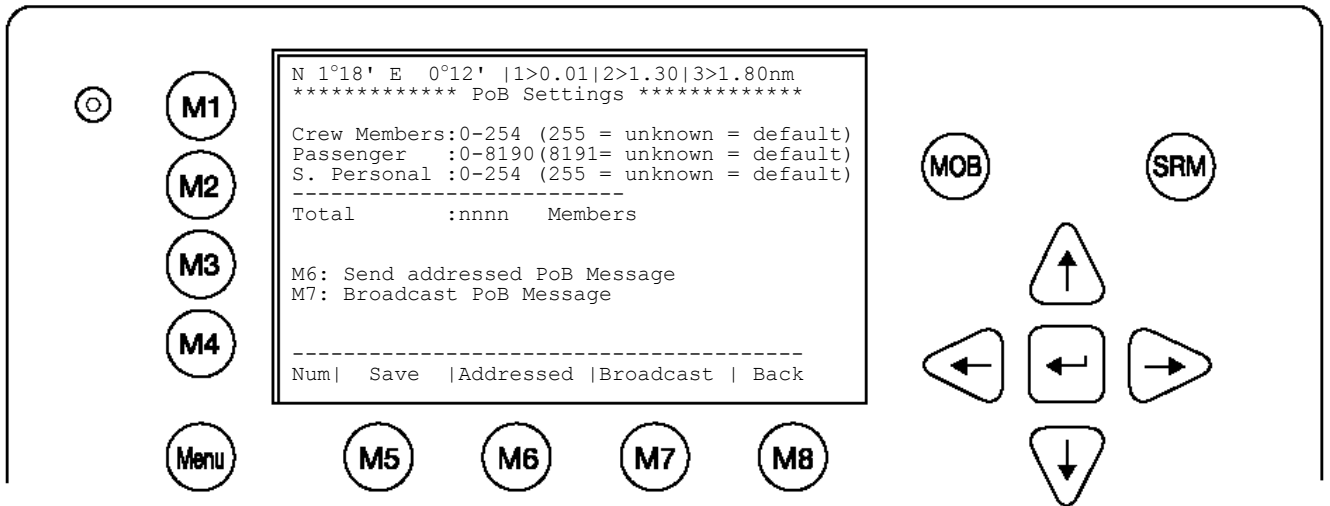 N 1°18' E  0°12' |1>0.01|2>1.30|3>1.80nm
************* PoB Settings *************
Crew Members:0-254 (255 = unknown = default)
Passenger   :0-8190(8191= unknown = default)
S. Personal :0-254 (255 = unknown = default)
--------------------------
Total       :nnnn   Members
M6: Send addressed PoB Message
M7: Broadcast PoB Message
----------------------------------------
Num|  Save  |Addressed |Broadcast | Back
M1
M2
M3
M4
MOB
SRM
Menu
M5
M6
M7
M8